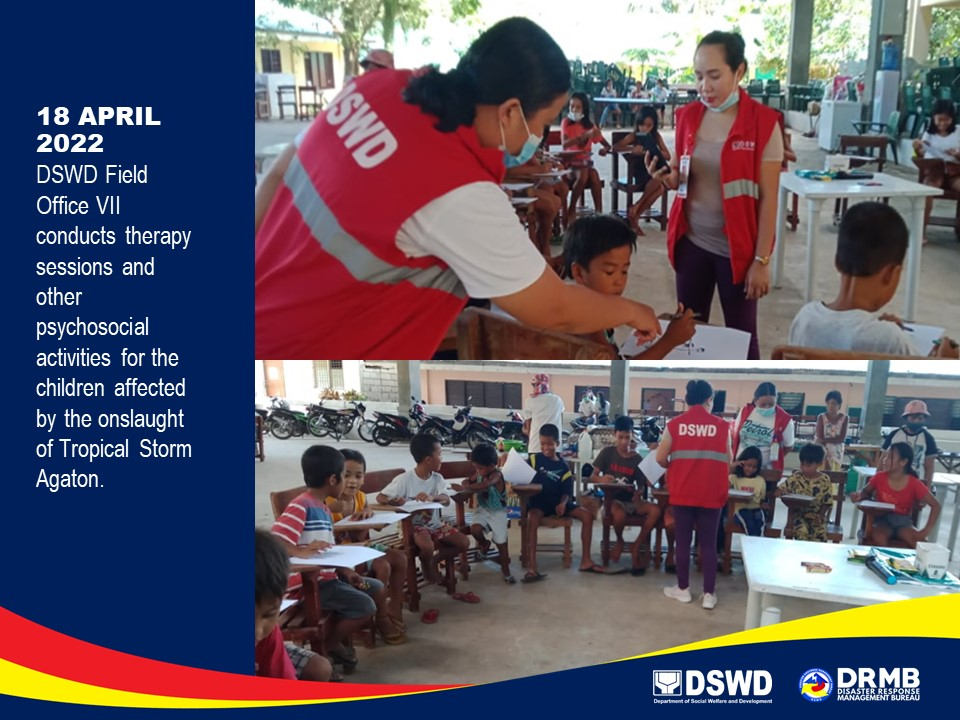 18 APRIL
2022
DSWD Field
Office VII
conducts therapy
sessions and
other
psychosocial
activities for the
children affected
by the onslaught
of Tropical Storm
Agaton.
DSWD
DSWD
DSWD
Department of Social Welfare and Development
DRMB
DISASTER RESPONSE
MANAGEMENT BUREAU